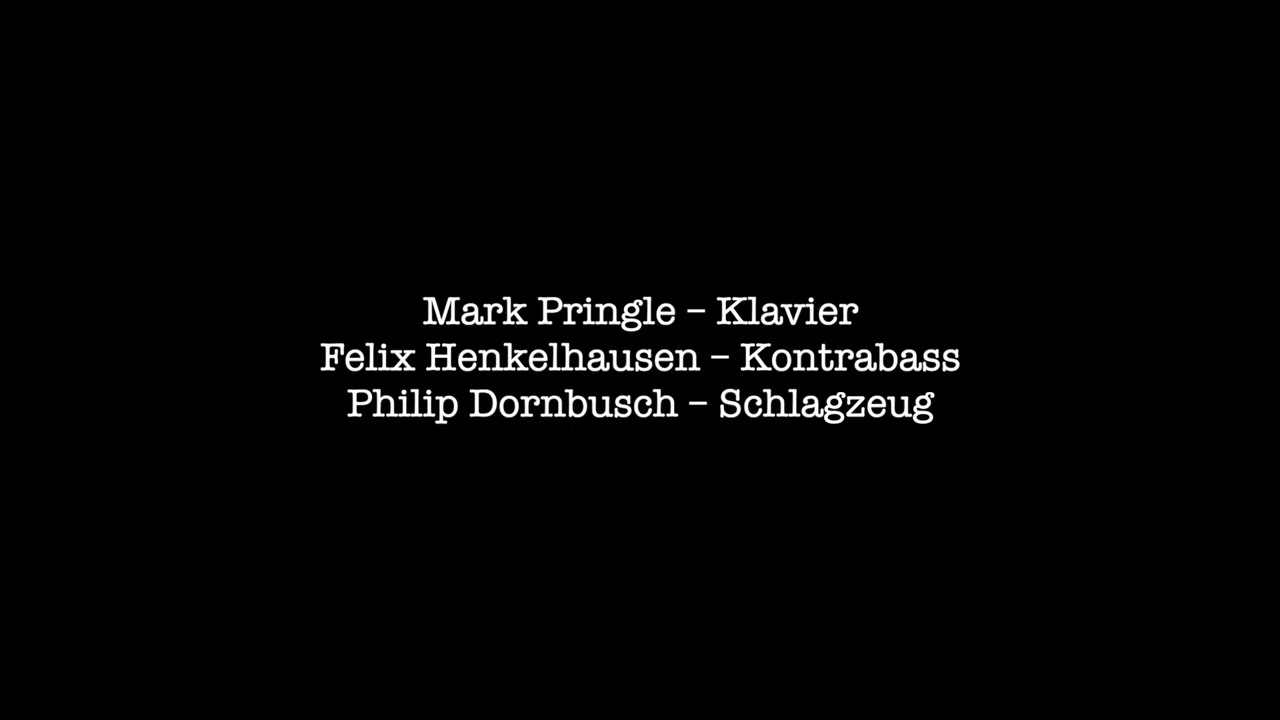 Mark Pringle – Klavier
Felix Henkelhausen – Kontrabass
Philip Dornbusch – Schlagzeug